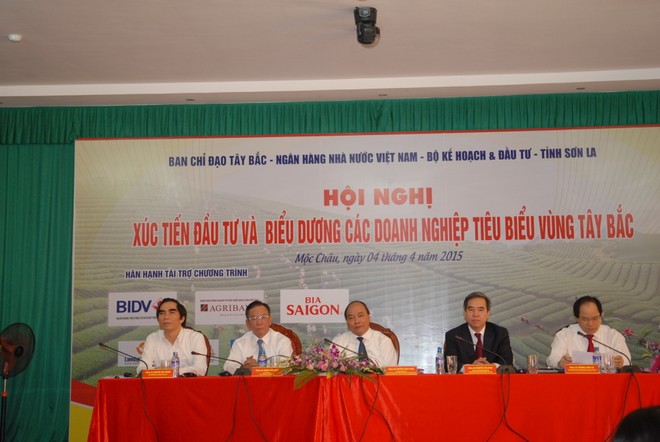 BAN CHỈ ĐẠO TÂY BẮC - NGÂN HÀNG NHÀ NƯỚC VIỆT NAM - BỘ KẾ HOẠCH & ĐẦU TƯ - TỈNH SƠN LA
HỘI NGHỊ
XÚC TIẾN ĐẦU TƯ VÀ BIỂU DƯƠNG CÁC DOANH NGHIỆP TIÊU BIỂU VÙNG TÂY BẮC
Mộc Châu, ngày 04 tháng 4 năm 2015
HÂN HẠNH TÀI TRỢ CHƯƠNG TRÌNH
BIDV
AGRIBA
BIA
SAIGON